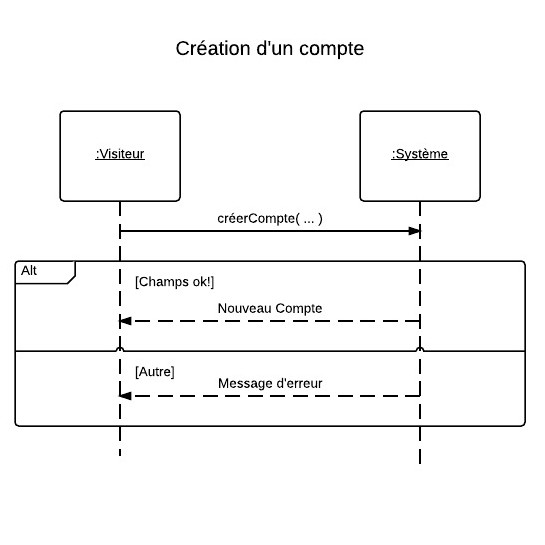 Création d'un compte
:Visiteur
:Système
créerCompte( ... )
Alt
[Champs ok!]
Nouveau Compte
[Autre]
Message d'erreur